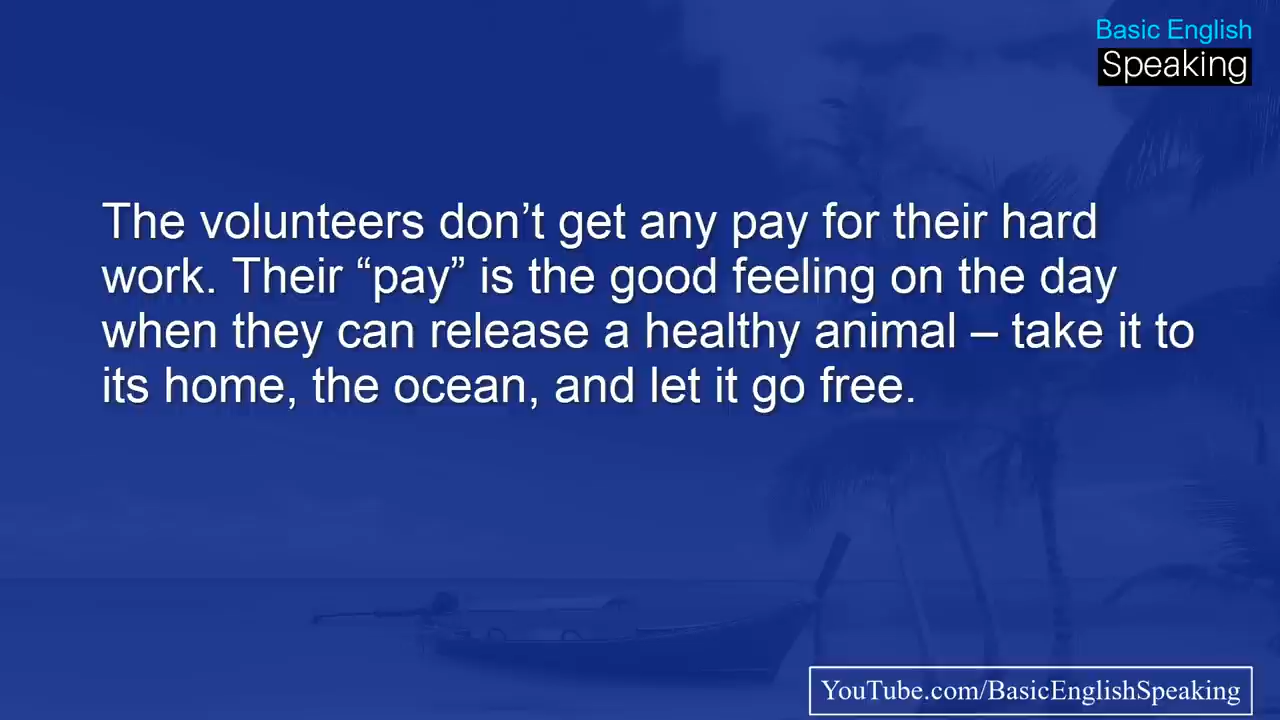 Basic English
Speaking
The volunteers don’t get any pay for their hard
work. Their “pay” is the good feeling on the day
when they can release a healthy animal – take it to
its home, the ocean, and let it go free.
YouTube.com/BasicEnglishSpeaking